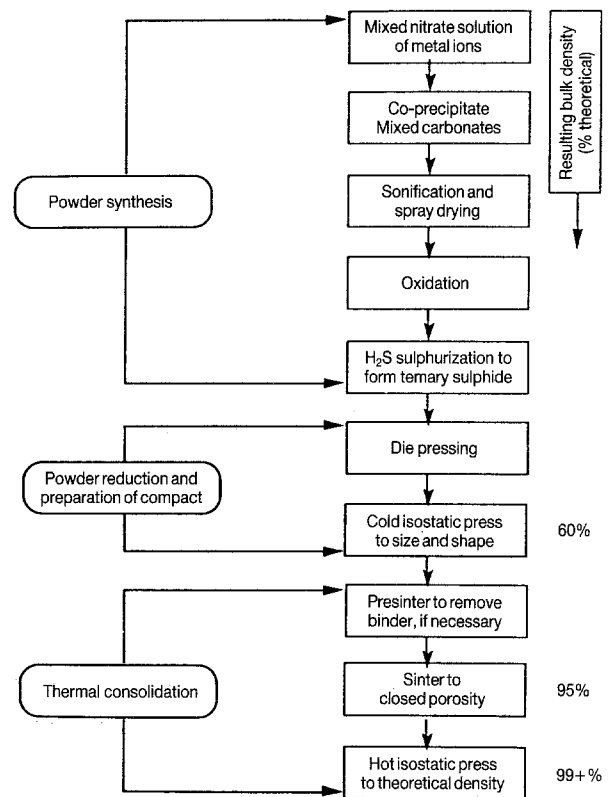 Mixed nitrate solution
of metal ions
Co-precipitate
Mixed carbonates
Sonification and
spray drying
Oxidation
H₂S sulphurization to
form ternary sulphide
Powder synthesis
Die pressing
Cold isostatic press
to size and shape
Powder reduction and
preparation of compact
Presinter to remove
binder, if necessary
Sinter to
closed porosity
Hot isostatic press
to theoretical density
Thermal consolidation
Resulting bulk density
(% theoretical)
60%
95%
99+%